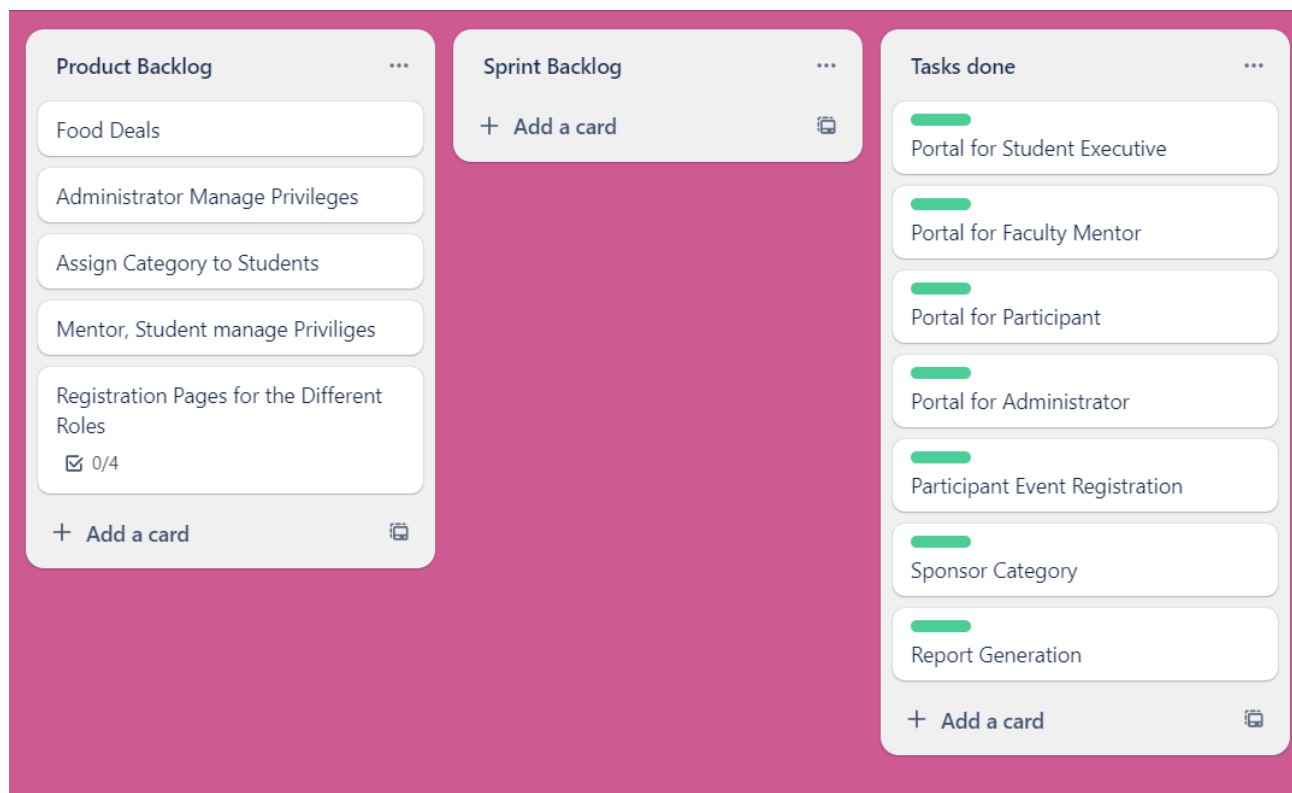 Product Backlog
Food Deals
Administrator Manage Privileges
Assign Category to Students
Mentor, Student manage Priviliges
Registration Pages for the Different
Roles
0/4
+ Add a card
Sprint Backlog
+ Add a card
Tasks done
Portal for Student Executive
Portal for Faculty Mentor
Portal for Participant
Portal for Administrator
Participant Event Registration
Sponsor Category
Report Generation
+ Add a card